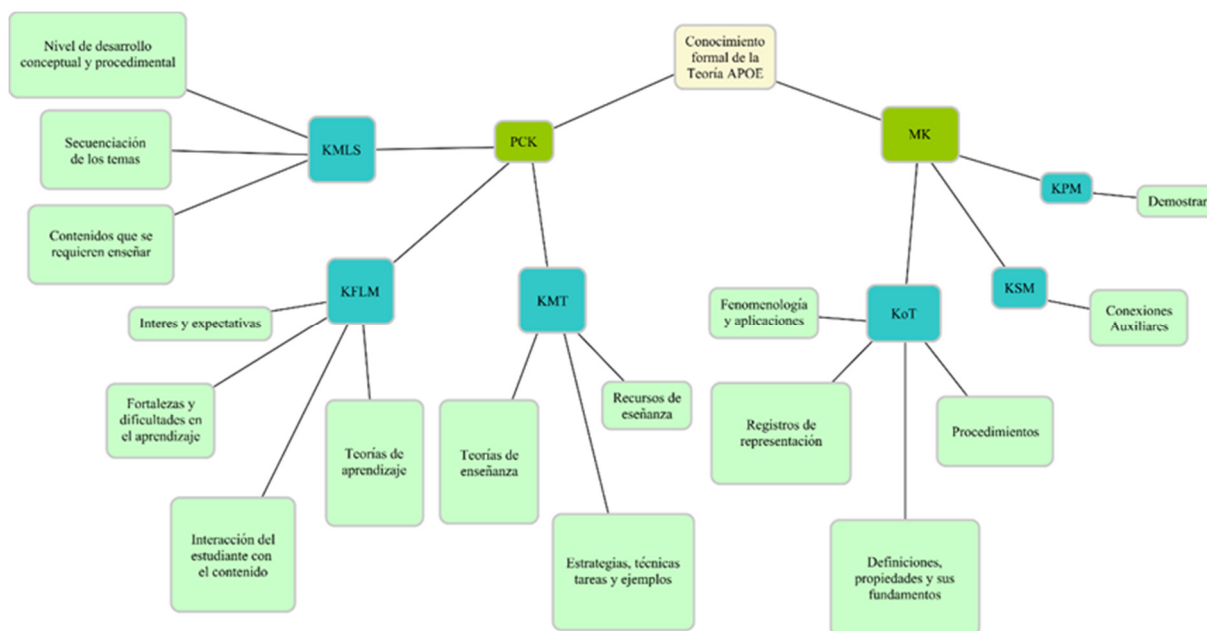 Conocimiento
formal de la
Teoría APOE
Nivel de desarrollo
conceptual y procedimental
Secuenciación
de los temas
Contenidos que se
requieren enseñar
KMLS
PCK
MK
KPM
Demostrar
KSM
Conexiones
Auxiliares
KFLM
KMT
KoT
Interes y expectativas
Fortalezas y
dificultades en
el aprendizaje
Interacción del
estudiante con
el contenido
Teorías de
aprendizaje
Teorías de
enseñanza
Recursos de
eseñanza
Estrategias, técnicas
tareas y ejemplos
Fenomenología
y aplicaciones
Registros de
representación
Procedimientos
Definiciones,
propiedades y sus
fundamentos